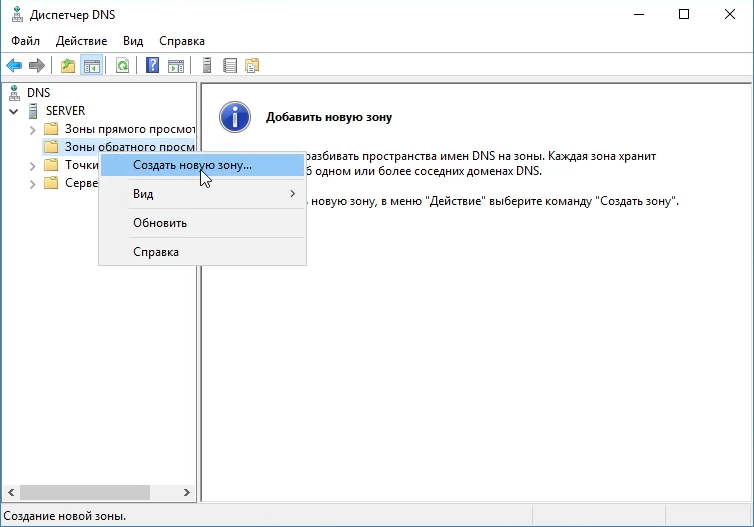 Диспетчер DNS
Файл Действие Вид Справка
DNS
SERVER
Зоны прямого просмот
Зоны обратного просм
Точки
Серве
Создать новую зону...
Вид
Обновить
Справка
Добавить новую зону
разбивать пространства имен DNS на зоны. Каждая зона хранит
б одном или более соседних доменах DNS.
ь новую зону, в меню "Действие" выберите команду "Создать зону".
Создание новой зоны.